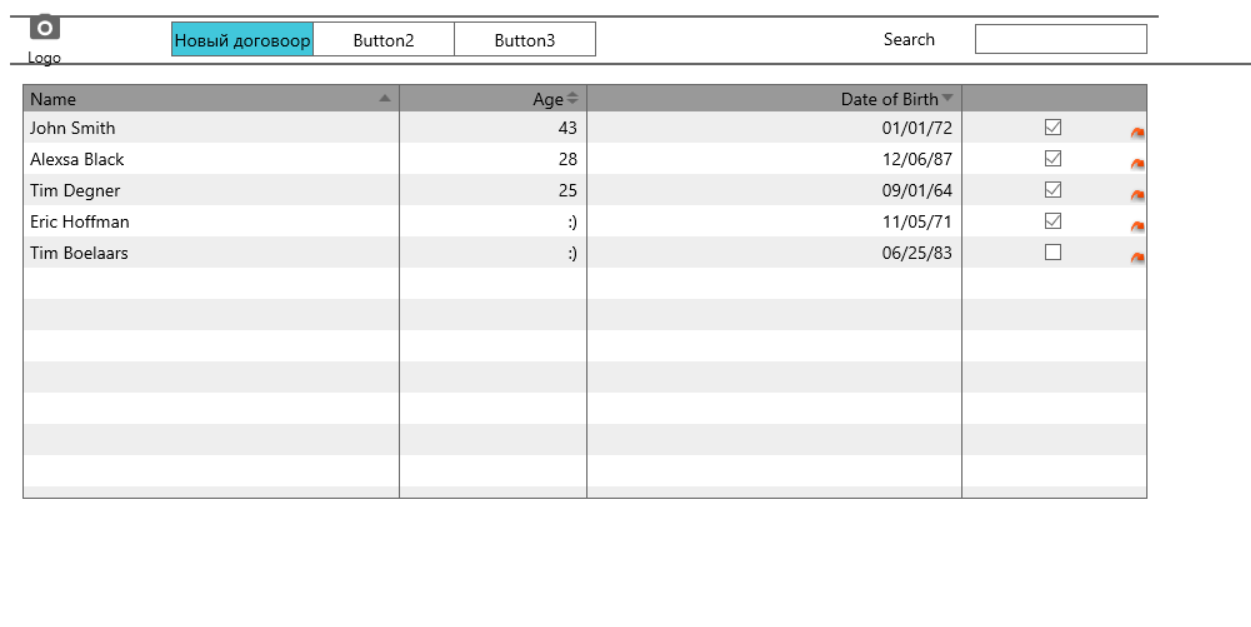 Новый договоор Button2 Button3 Search
Logo
Name Age Date of Birth
John Smith 43 01/01/72
Alexsa Black 28 12/06/87
Tim Degner 25 09/01/64
Eric Hoffman :) 11/05/71
Tim Boelaars :) 06/25/83